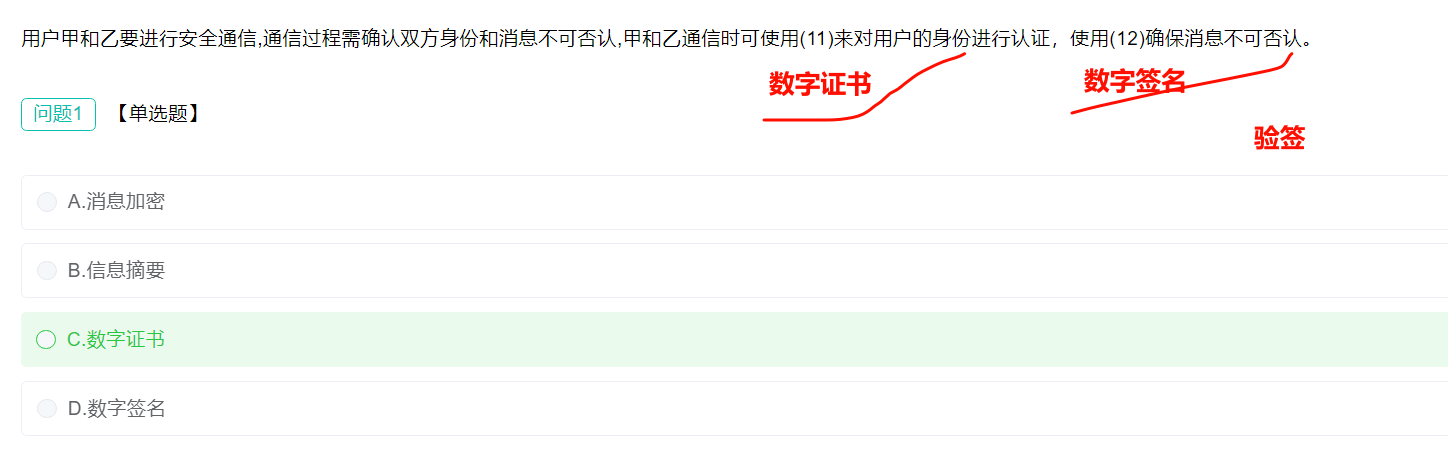 用户甲和乙要进行安全通信,通信过程需确认双方身份和消息不可否认,甲和乙通信时可使用(11)来对用户的身份进行认证，使用(12)确保消息不可否认。
数字证书
数字签名
问题1 【单选题】
验签
A.消息加密
B.信息摘要
C.数字证书
D.数字签名